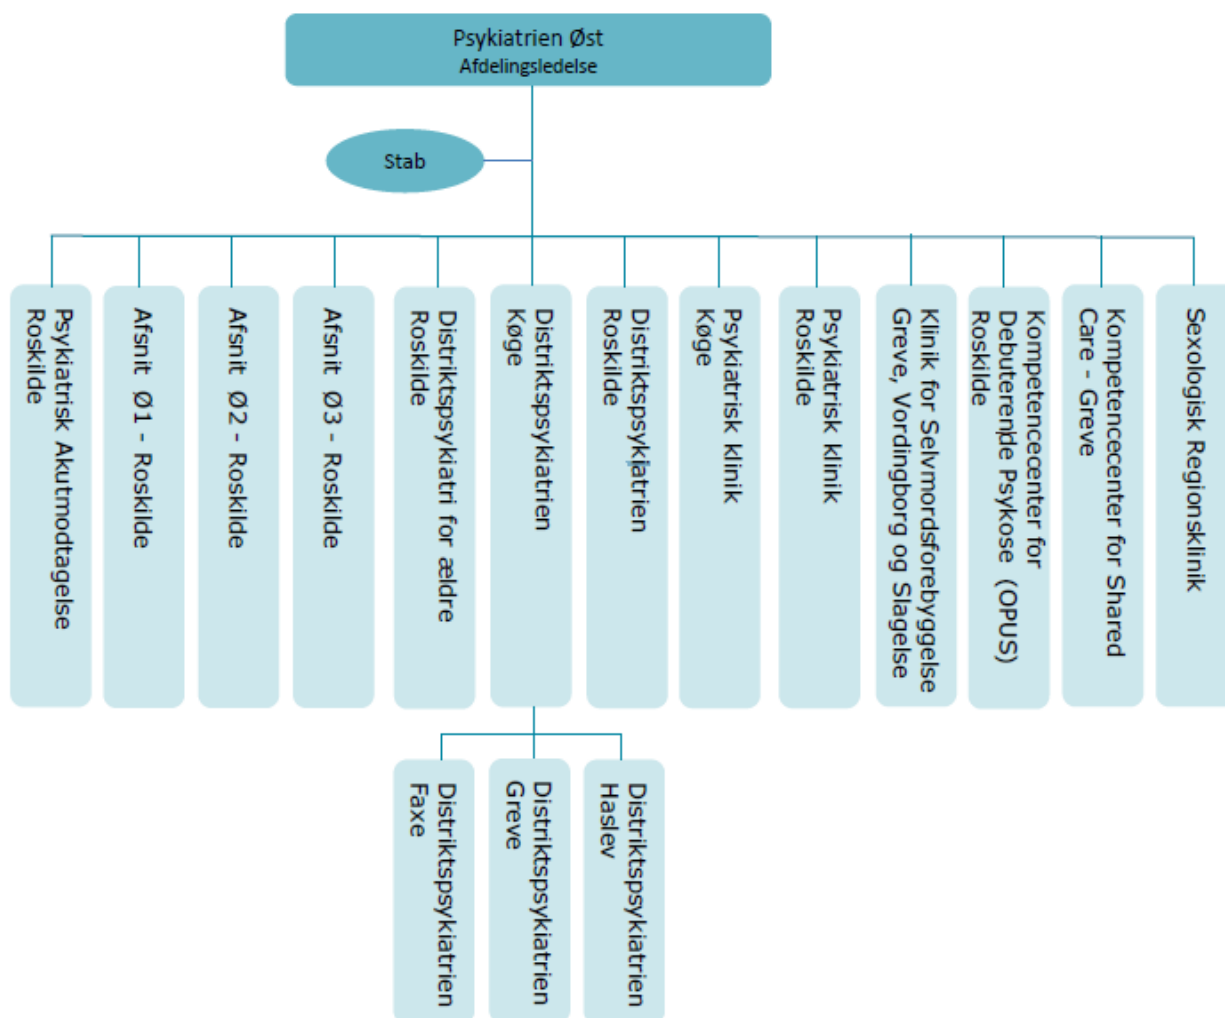 Psykiatrien Øst
Afdelingsledelse
Stab
Psykiatrisk Akutmodtagelse
Roskilde
Afsnit Ø1 - Roskilde
Afsnit Ø2 - Roskilde
Afsnit Ø3 - Roskilde
Distriktspsykiatri for ældre
Roskilde
Distriktspsykiatrien
Køge
Distriktspsykiatrien
Roskilde
Psykiatrisk klinik
Køge
Psykiatrisk klinik
Roskilde
Klinik for Selvmordsforebyggelse
Greve, Vordingborg og Slagelse
Kompetencecenter for
Debuterende Psykose (OPUS)
Roskilde
Kompetencecenter for Shared
Care - Greve
Sexologisk Regionsklinik
Distriktspsykiatrien
Faxe
Distriktspsykiatrien
Greve
Distriktspsykiatrien
Haslev